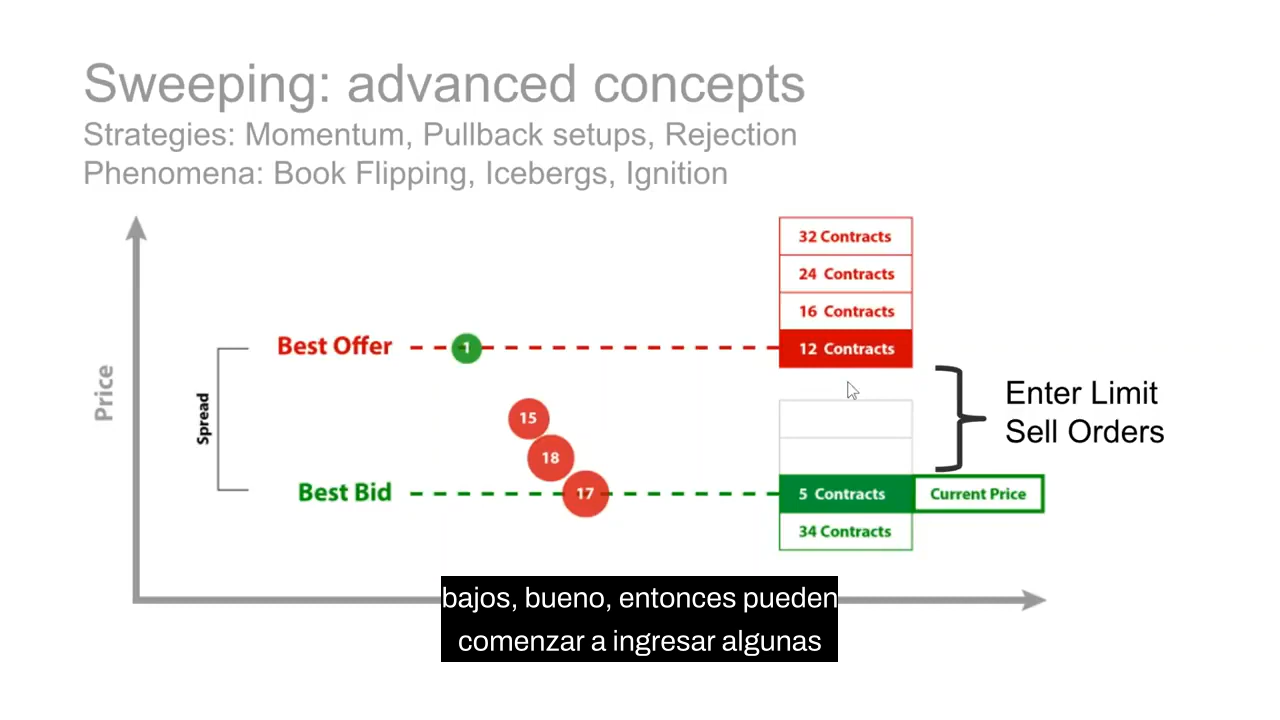 Sweeping: advanced concepts
Strategies: Momentum, Pullback setups, Rejection
Phenomena: Book Flipping, Icebergs, Ignition
32 Contracts
24 Contracts
16 Contracts
Best Offer
1
12 Contracts
Price
Spread
Enter Limit
Sell Orders
15
18
Best Bid
17
5 Contracts
Current Price
34 Contracts
bajos, bueno, entonces pueden
comenzar a ingresar algunas